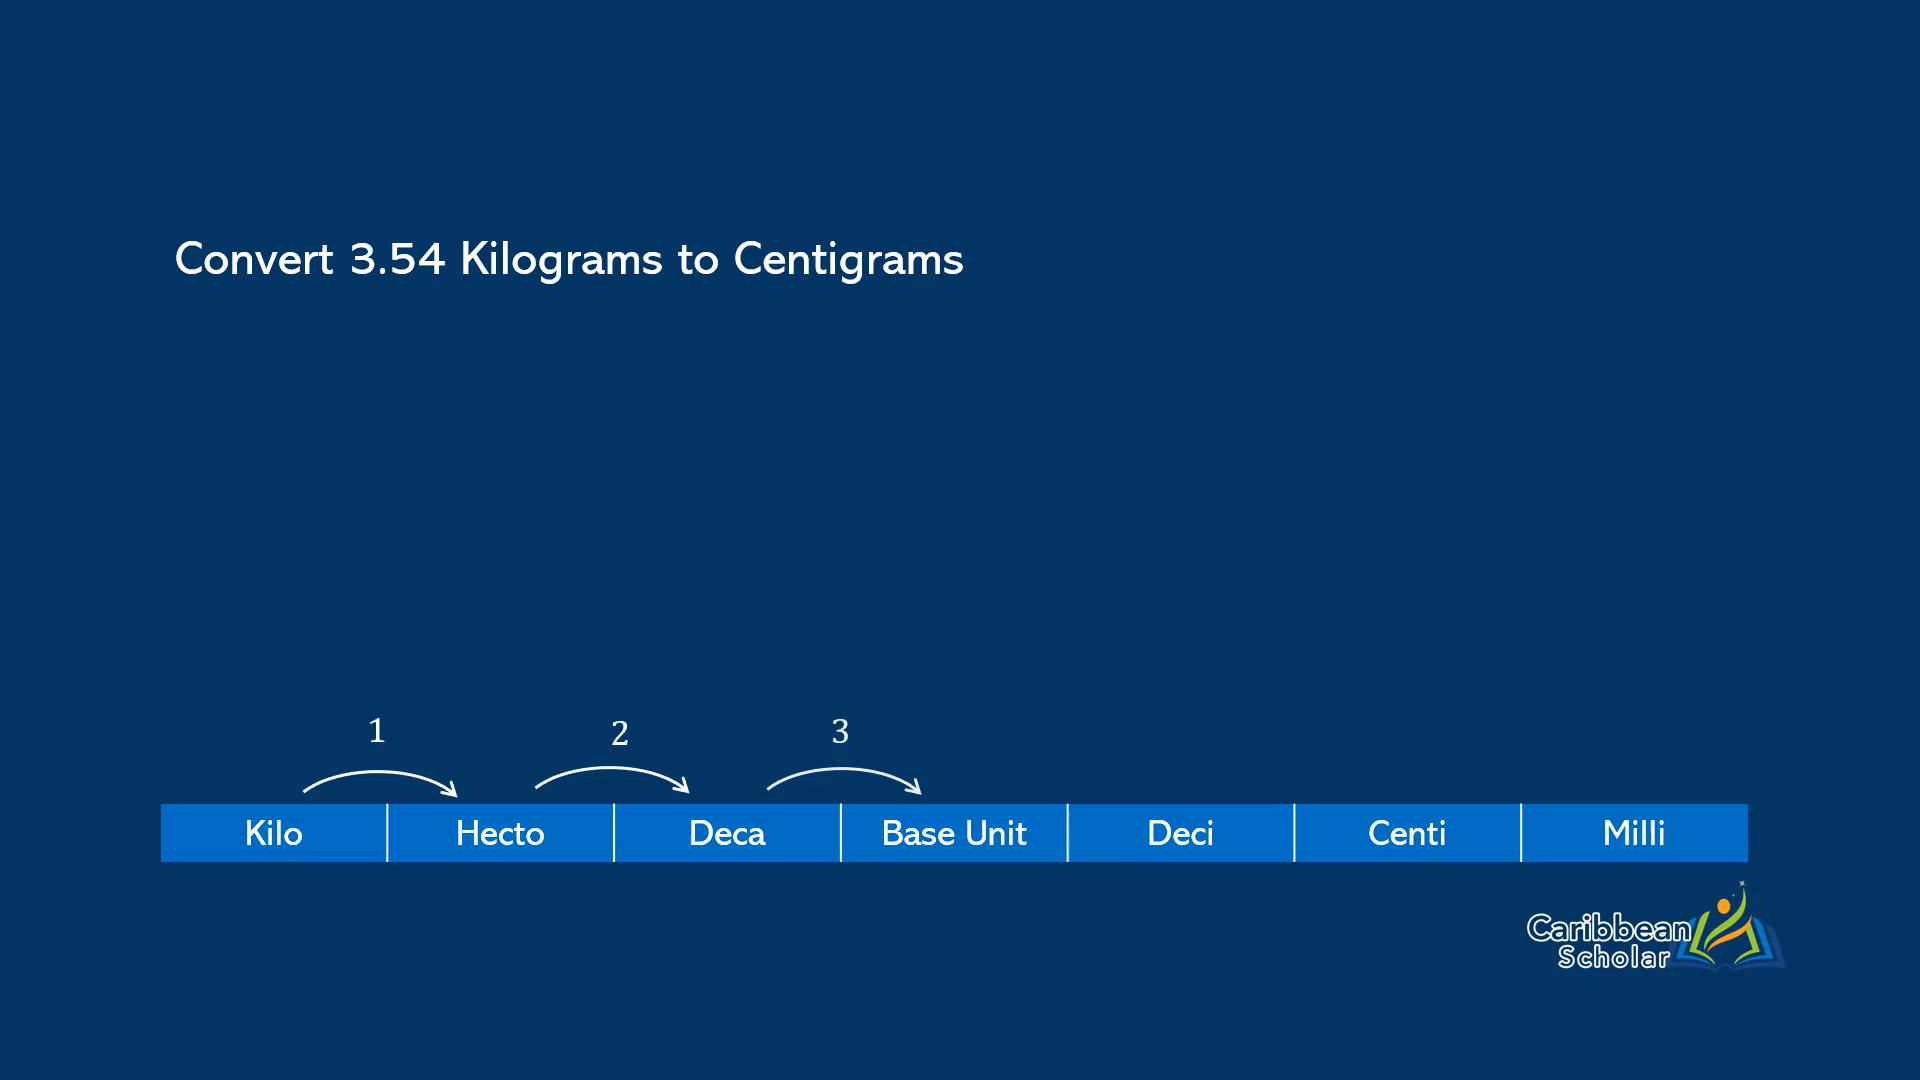 Convert 3.54 Kilograms to Centigrams
1 2 3
Kilo Hecto Deca Base Unit Deci Centi Milli
Caribbean
Scholar